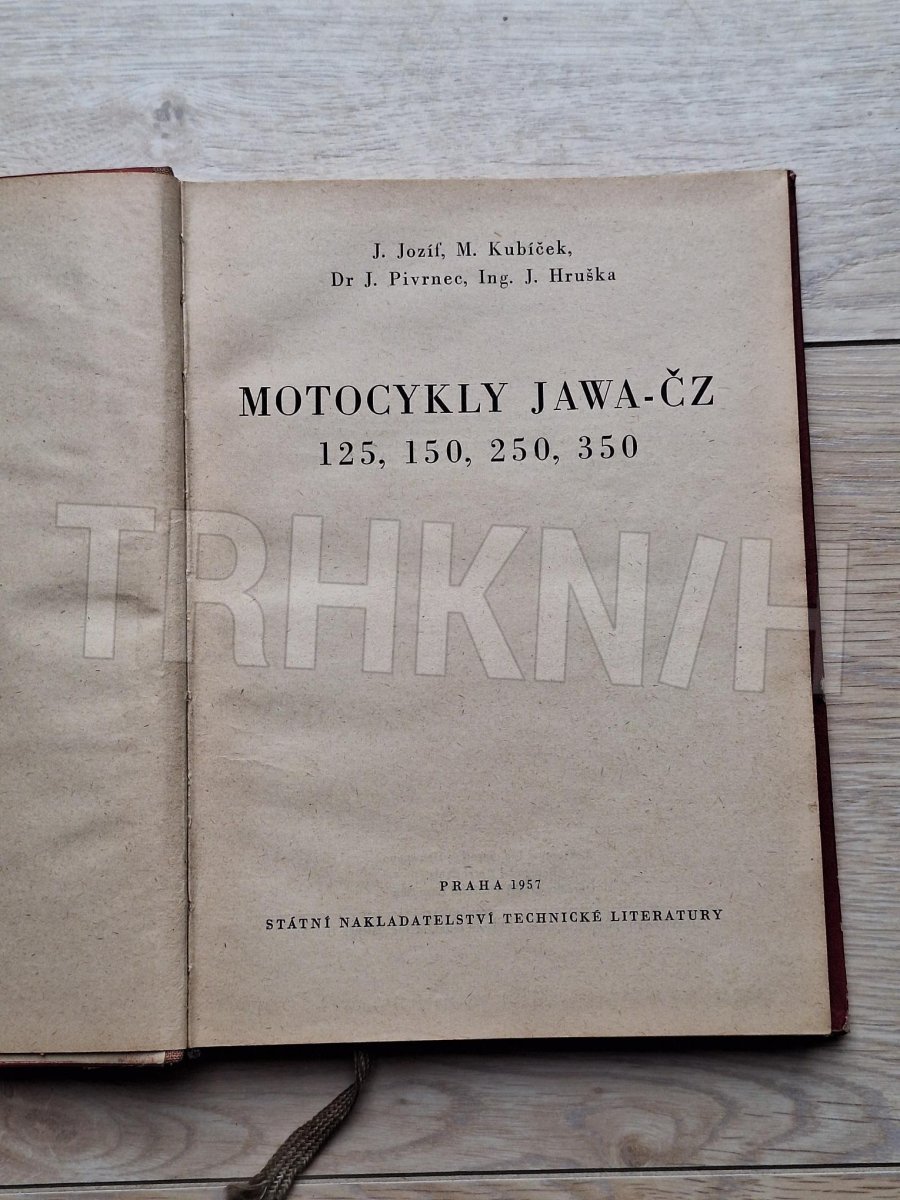 J. Jozíf, M. Kubíček,
Dr J. Pivrnec, Ing. J. Hruška
MOTOCYKLY JAWA-ČZ
125, 150, 250, 350
TRHKN/H
PRAHA 1957
STÁTNÍ NAKLADATELSTVÍ TECHNICKÉ LITERATURY